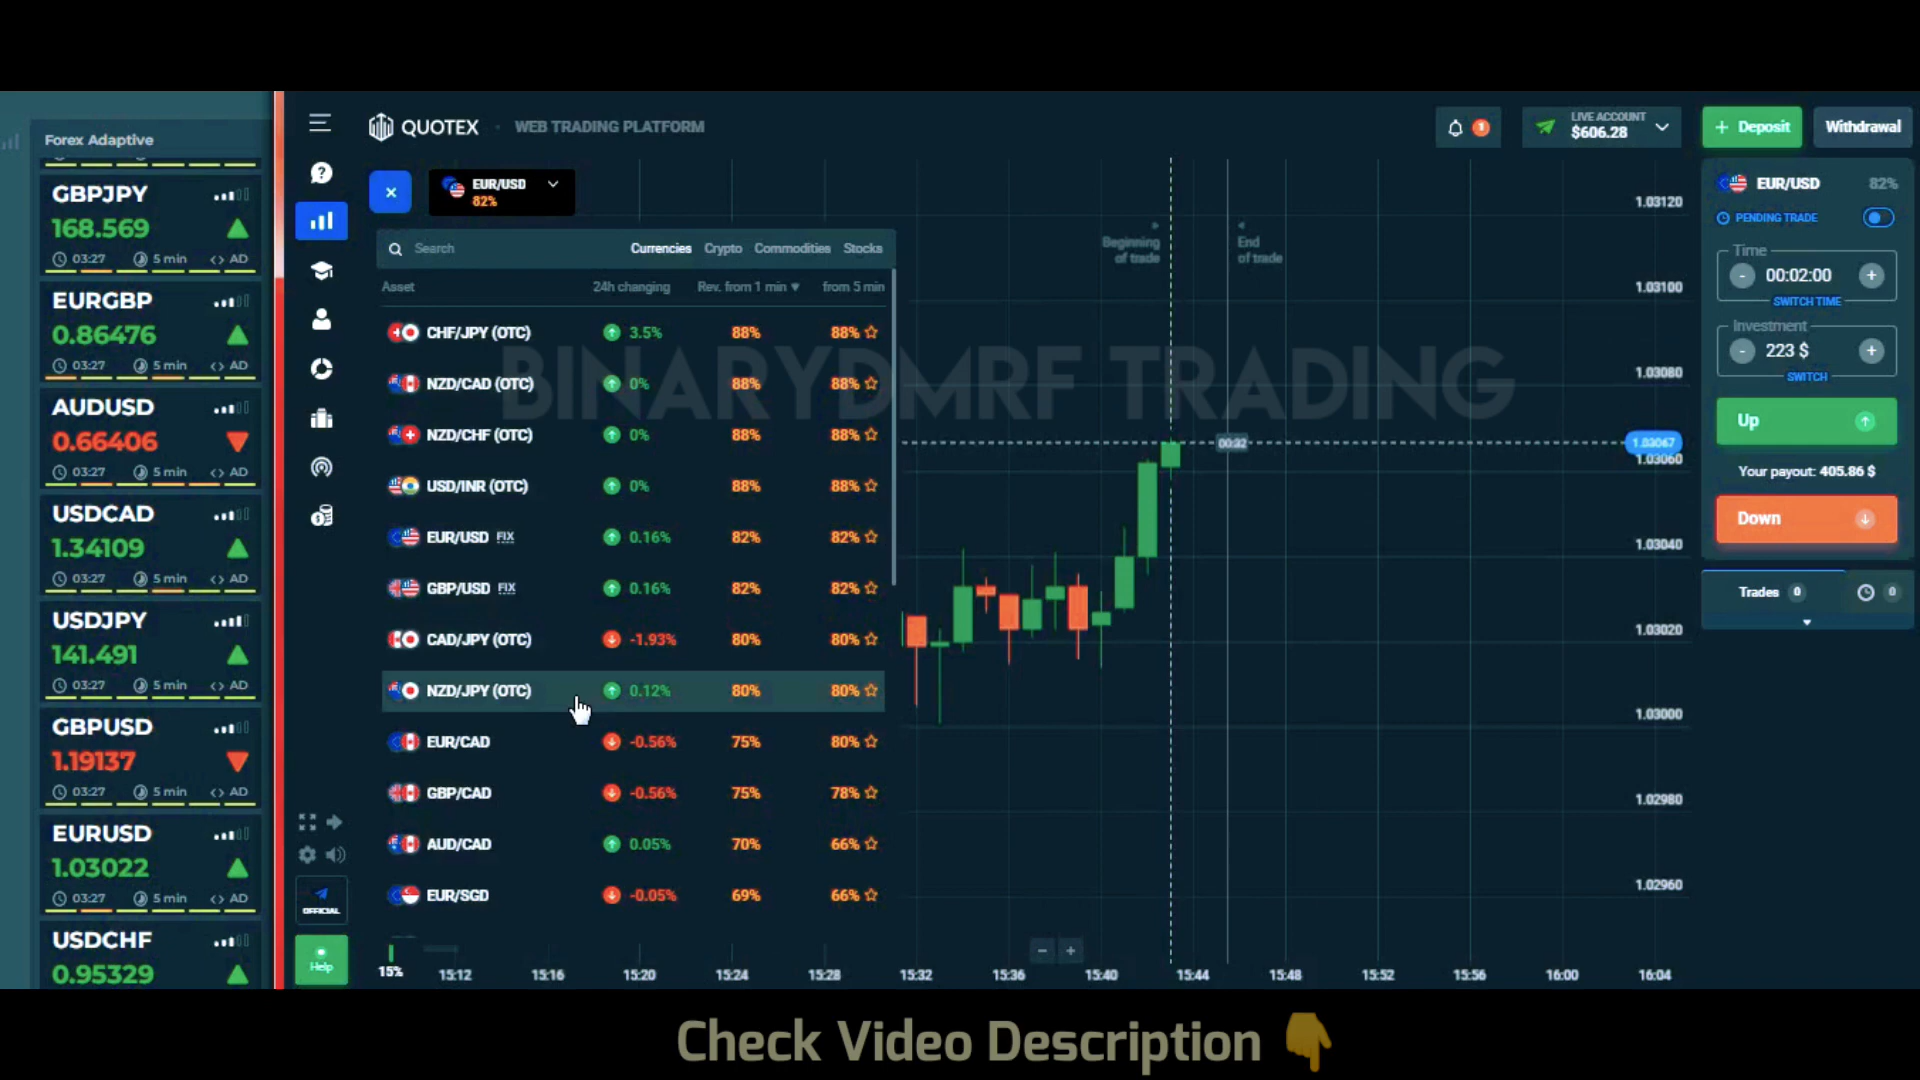 Forex Adaptive
GBPJPY
168.569
03:27 5 min <> AD
EURGBP
0.86476
03:27 5 min <> AD
AUDUSD
0.66406
03:27 5 min <> AD
USDCAD
1.34109
03:27 5 min <> AD
USDJPY
141.491
03:27 5 min <> AD
GBPUSD
1.19137
03:27 5 min <> AD
EURUSD
1.03022
03:27 5 min <> AD
USDCHF
0.95329
QUOTEX · WEB TRADING PLATFORM
1
LIVE ACCOUNT
$606.28
+ Deposit
Withdrawal
EUR/USD
82%
Search Currencies Crypto Commodities Stocks
Asset 24h changing Rev. from 1 min ▼ from 5 min
CHF/JPY (OTC) 3.5% 88% 88%
NZD/CAD (OTC) 0% 88% 88%
NZD/CHF (OTC) 0% 88% 88%
USD/INR (OTC) 0% 88% 88%
EUR/USD FIX 0.16% 82% 82%
GBP/USD FIX 0.16% 82% 82%
CAD/JPY (OTC) -1.93% 80% 80%
NZD/JPY (OTC) 0.12% 80% 80%
EUR/CAD -0.56% 75% 80%
GBP/CAD -0.56% 75% 78%
AUD/CAD 0.05% 70% 66%
EUR/SGD -0.05% 69% 66%
BINARYDMRF TRADING
Beginning
of trade
End
of trade
00:32
1.03120
1.03100
1.03080
1.03067
1.03060
1.03040
1.03020
1.03000
1.02980
1.02960
OFFICIAL
Help
15%
− +
15:12 15:16 15:20 15:24 15:28 15:32 15:36 15:40 15:44 15:48 15:52 15:56 16:00 16:04
EUR/USD 82%
PENDING TRADE
Time
- 00:02:00 +
SWITCH TIME
Investment
- 223 $ +
SWITCH
Up
Your payout: 405.86 $
Down
Trades 0 0
Check Video Description 👇